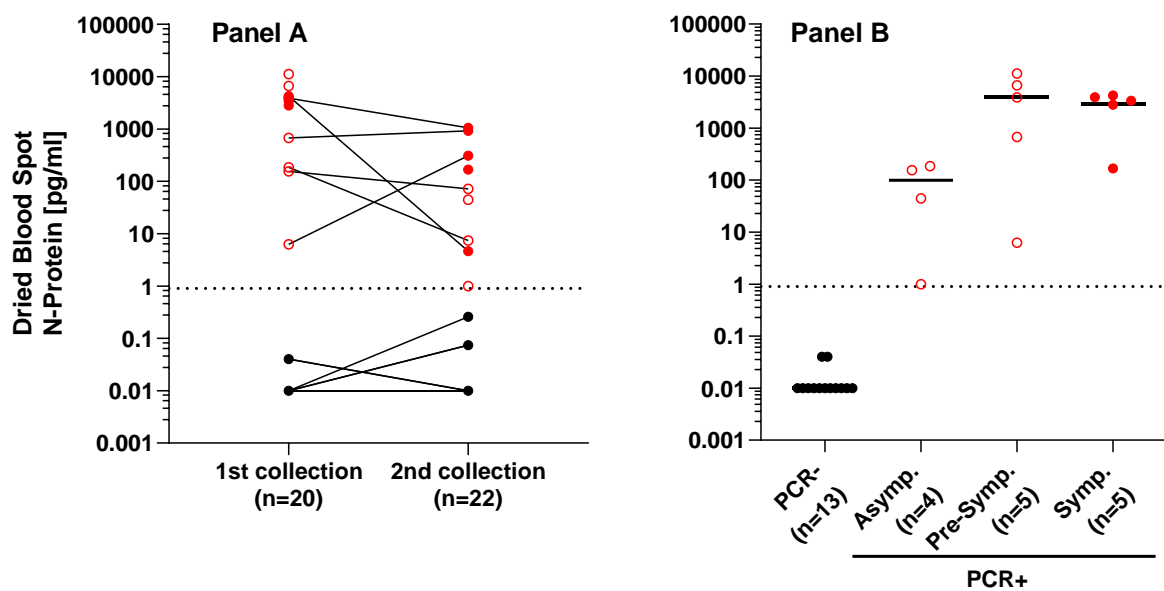 Panel A
Dried Blood Spot
N-Protein [pg/ml]
100000
10000
1000
100
10
1
0.1
0.01
0.001
1st collection
(n=20)
2nd collection
(n=22)
Panel B
100000
10000
1000
100
10
1
0.1
0.01
0.001
PCR-
(n=13)
Asymp.
(n=4)
Pre-Symp.
(n=5)
Symp.
(n=5)
PCR+